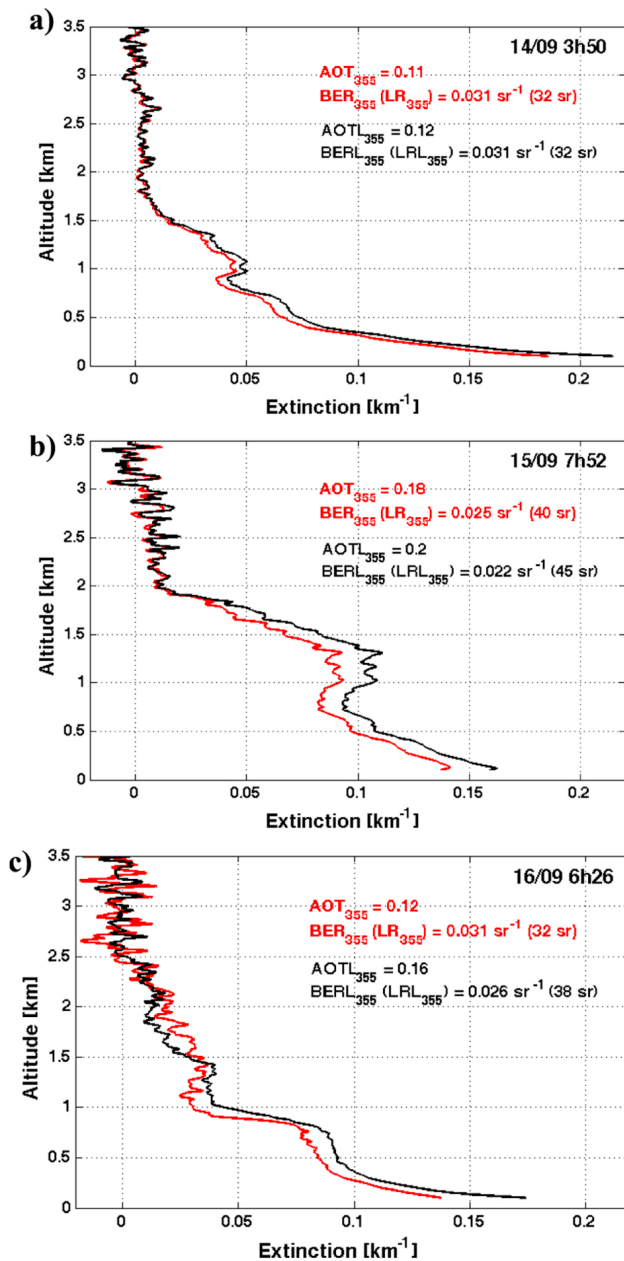 a)
14/09 3h50
AOT355 = 0.11
BER355 (LR355) = 0.031 sr-1 (32 sr)
AOTL355 = 0.12
BERL355 (LRL355) = 0.031 sr-1 (32 sr)
Altitude [km]
3.5
3
2.5
2
1.5
1
0.5
0
0 0.05 0.1 0.15 0.2
Extinction [km-1]
b)
15/09 7h52
AOT355 = 0.18
BER355 (LR355) = 0.025 sr-1 (40 sr)
AOTL355 = 0.2
BERL355 (LRL355) = 0.022 sr-1 (45 sr)
Altitude [km]
3.5
3
2.5
2
1.5
1
0.5
0
0 0.05 0.1 0.15 0.2
Extinction [km-1]
c)
16/09 6h26
AOT355 = 0.12
BER355 (LR355) = 0.031 sr-1 (32 sr)
AOTL355 = 0.16
BERL355 (LRL355) = 0.026 sr-1 (38 sr)
Altitude [km]
3.5
3
2.5
2
1.5
1
0.5
0
0 0.05 0.1 0.15 0.2
Extinction [km-1]